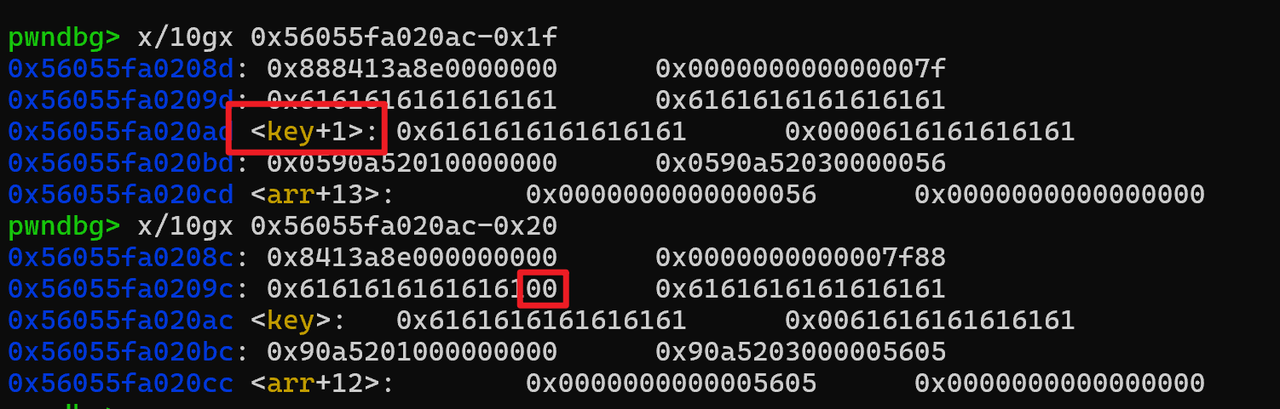 pwndbg> x/10gx 0x56055fa020ac-0x1f
0x56055fa0208d: 0x888413a8e0000000 0x000000000000007f
0x56055fa0209d: 0x6161616161616161 0x6161616161616161
0x56055fa020ad <key+1>: 0x6161616161616161 0x0000616161616161
0x56055fa020bd: 0x0590a52010000000 0x0590a52030000056
0x56055fa020cd <arr+13>: 0x0000000000000056 0x0000000000000000
pwndbg> x/10gx 0x56055fa020ac-0x20
0x56055fa0208c: 0x8413a8e000000000 0x0000000000007f88
0x56055fa0209c: 0x6161616161616100 0x6161616161616161
0x56055fa020ac <key>: 0x6161616161616161 0x0061616161616161
0x56055fa020bc: 0x90a5201000000000 0x90a5203000005605
0x56055fa020cc <arr+12>: 0x0000000000005605 0x0000000000000000